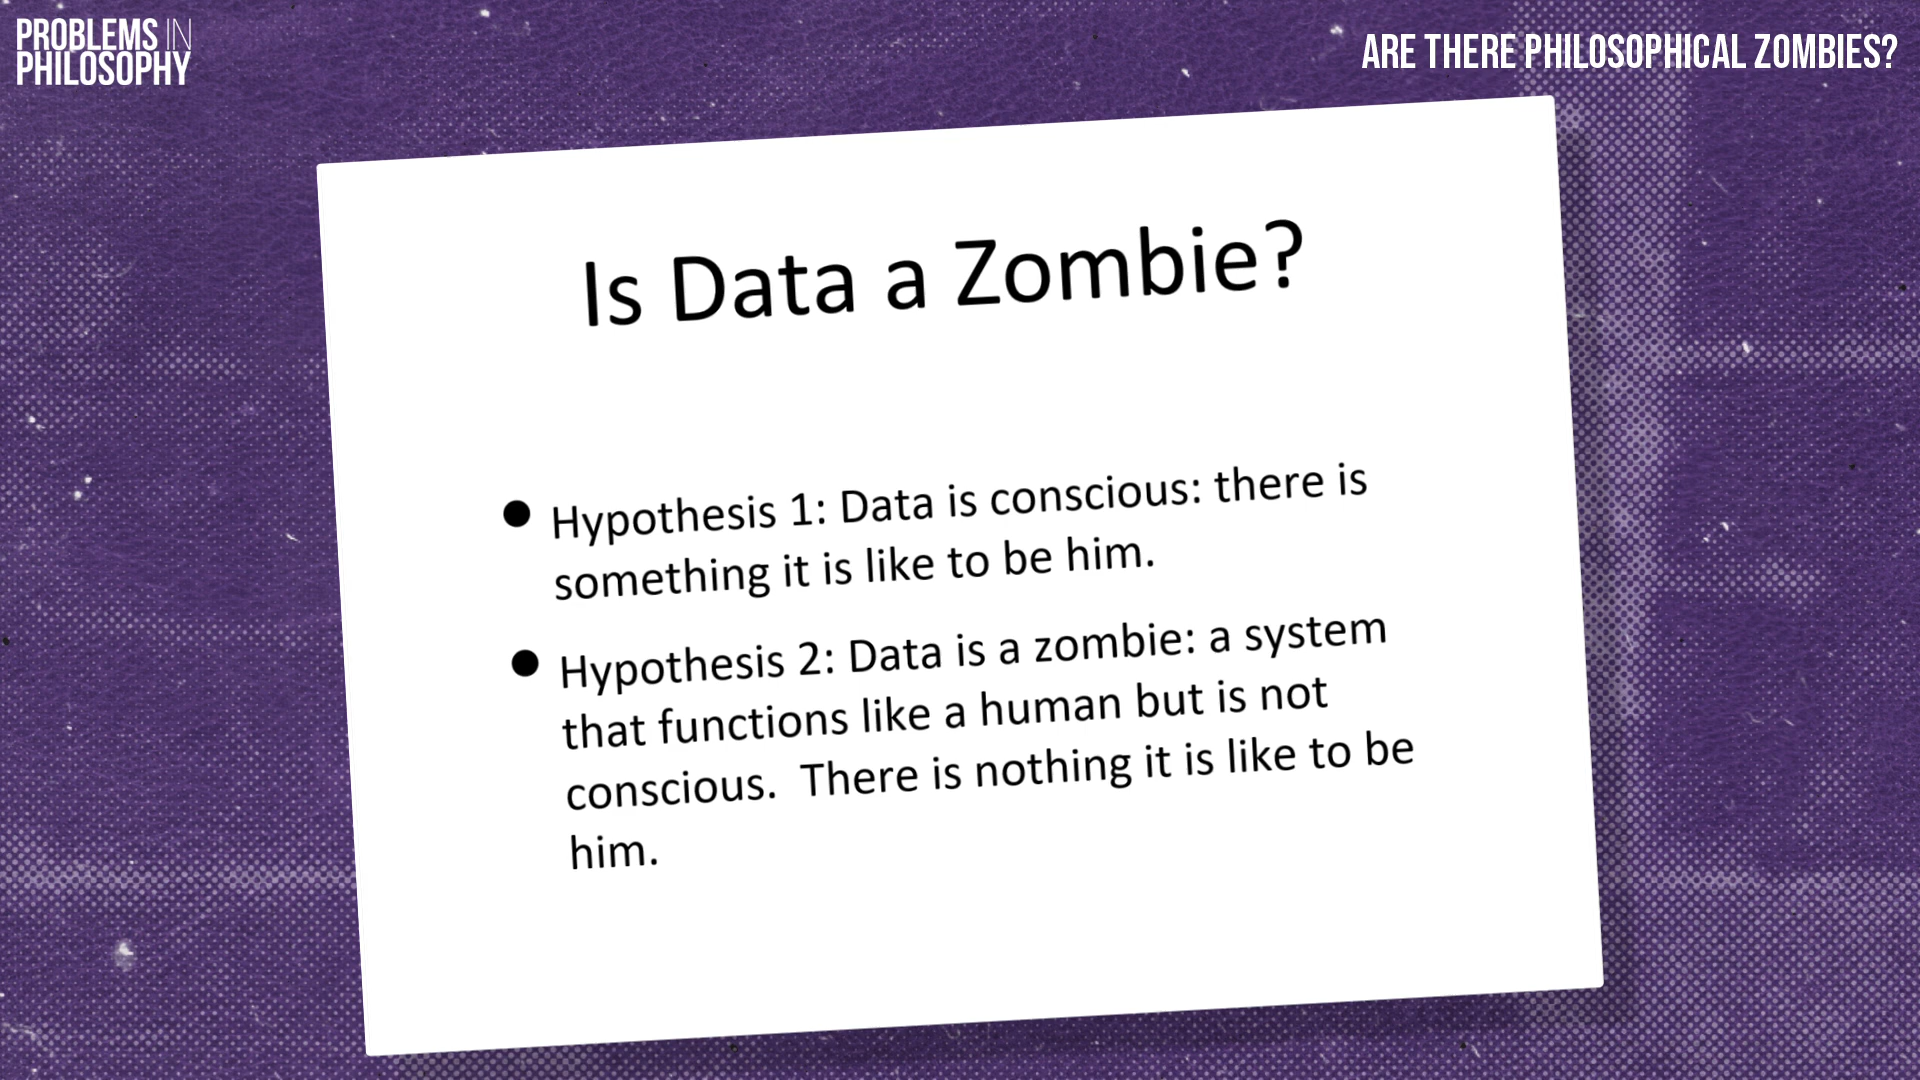 PROBLEMS IN
PHILOSOPHY
ARE THERE PHILOSOPHICAL ZOMBIES?
Is Data a Zombie?
• Hypothesis 1: Data is conscious: there is
something it is like to be him.
• Hypothesis 2: Data is a zombie: a system
that functions like a human but is not
conscious.  There is nothing it is like to be
him.